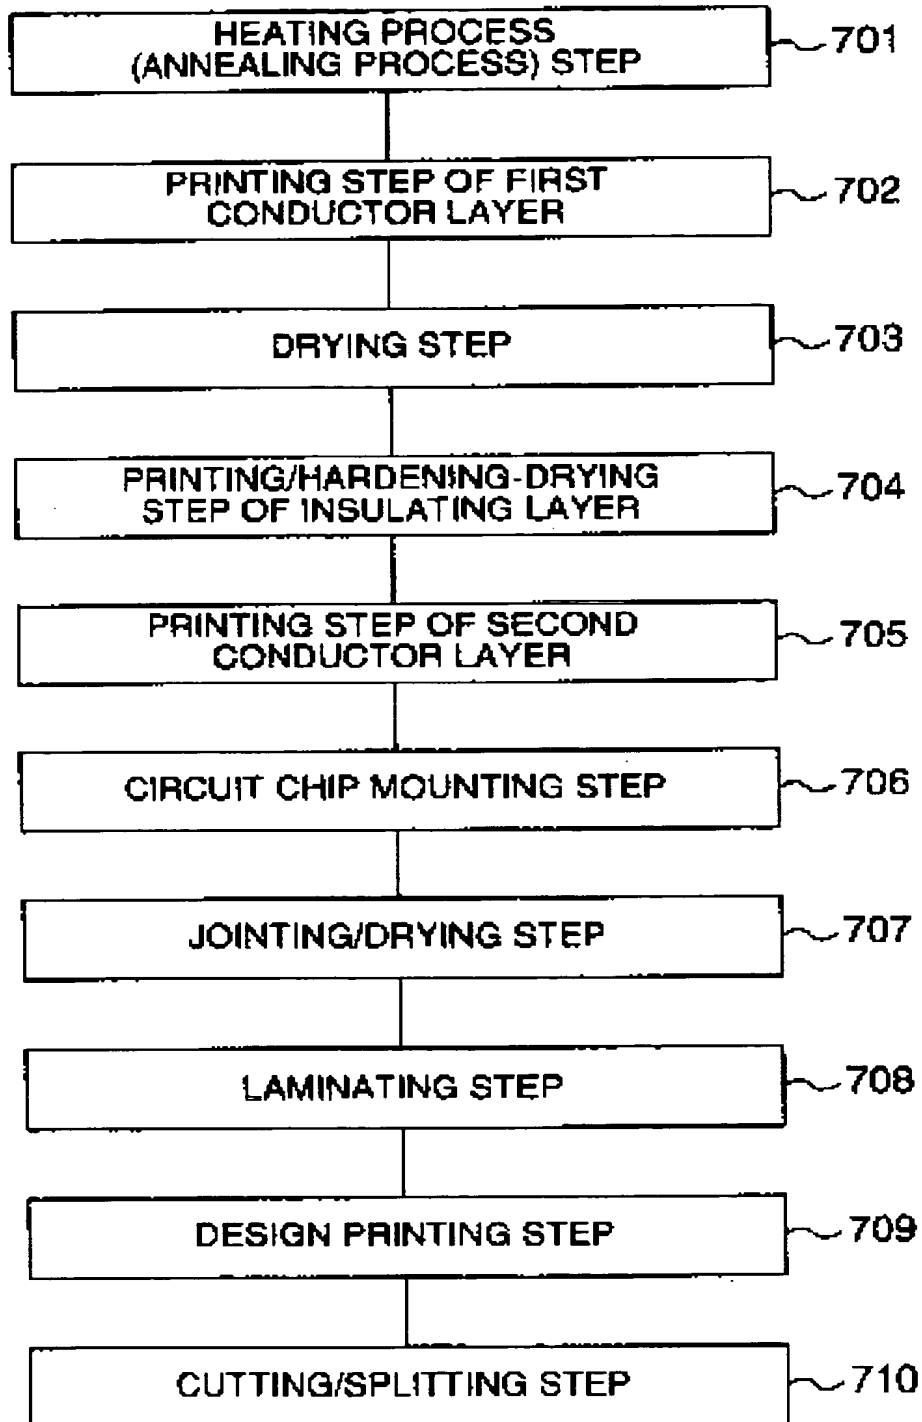 HEATING PROCESS
(ANNEALING PROCESS) STEP
701
PRINTING STEP OF FIRST
CONDUCTOR LAYER
702
DRYING STEP
703
PRINTING/HARDENING-DRYING
STEP OF INSULATING LAYER
704
PRINTING STEP OF SECOND
CONDUCTOR LAYER
705
CIRCUIT CHIP MOUNTING STEP
706
JOINTING/DRYING STEP
707
LAMINATING STEP
708
DESIGN PRINTING STEP
709
CUTTING/SPLITTING STEP
710